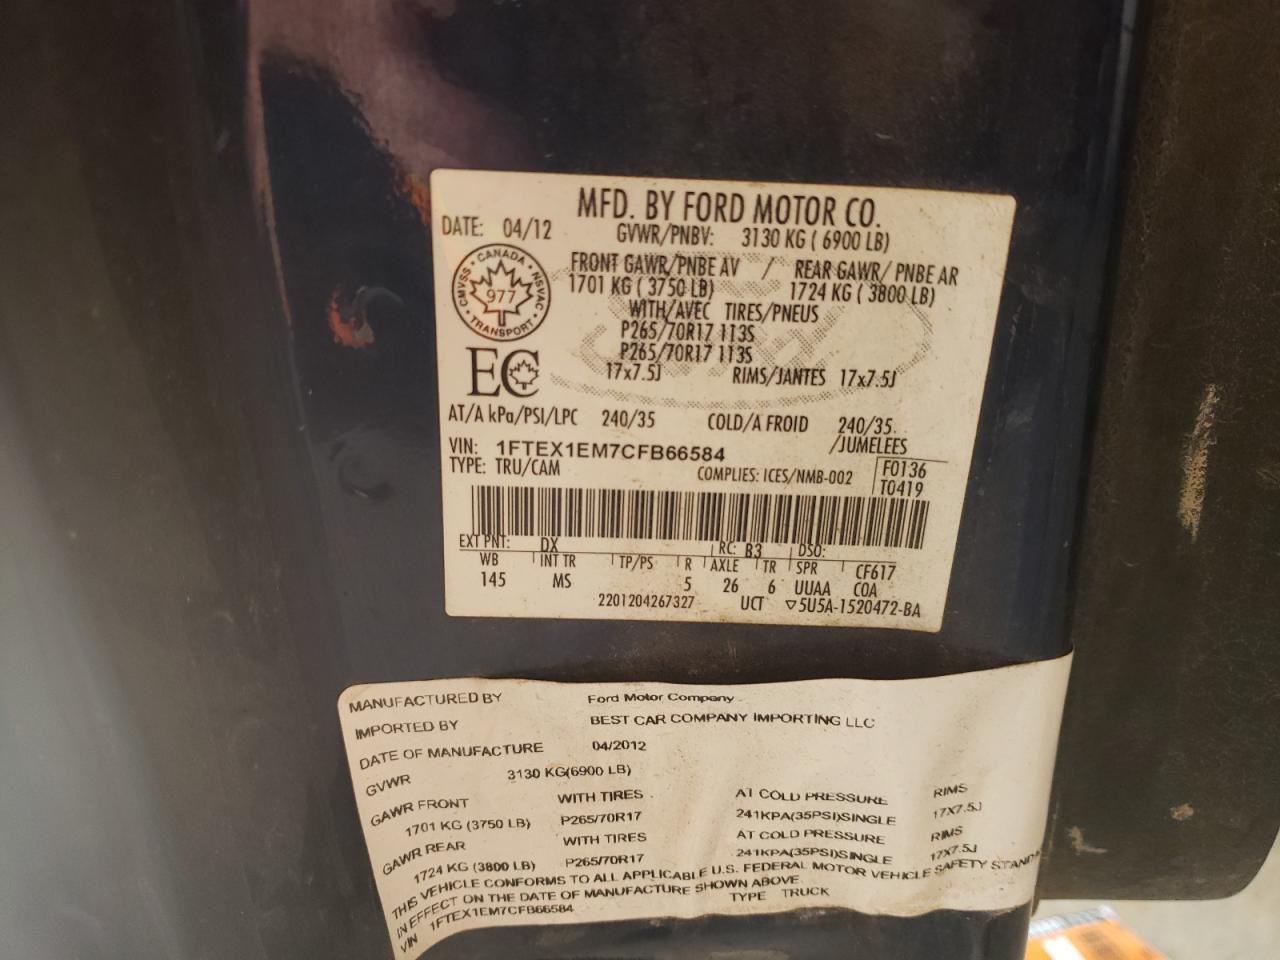 MFD. BY FORD MOTOR CO.
DATE: 04/12 GVWR/PNBV: 3130 KG ( 6900 LB)
FRONT GAWR/PNBE AV / REAR GAWR/ PNBE AR
1701 KG ( 3750 LB) 1724 KG ( 3800 LB)
CMVSS • CANADA • NSVAC • TRANSPORT •
977
WITH/AVEC TIRES/PNEUS
P265/70R17 113S
P265/70R17 113S
17x7.5J RIMS/JANTES 17x7.5J
EC
AT/A kPa/PSI/LPC 240/35 COLD/A FROID 240/35
/JUMELEES
VIN: 1FTEX1EM7CFB66584
TYPE: TRU/CAM COMPLIES: ICES/NMB-002 F0136
T0419
EXT PNT: DX RC: B3 DSO:
WB INT TR TP/PS R AXLE TR SPR CF617
145 MS 5 26 6 UUAA COA
2201204267327 UCT ▽5U5A-1520472-BA
MANUFACTURED BY Ford Motor Company
IMPORTED BY BEST CAR COMPANY IMPORTING LLC
DATE OF MANUFACTURE 04/2012
GVWR 3130 KG(6900 LB)
GAWR FRONT WITH TIRES AT COLD PRESSURE RIMS
1701 KG (3750 LB) P265/70R17 241KPA(35PSI)SINGLE 17X7.5J
GAWR REAR WITH TIRES AT COLD PRESSURE RIMS
1724 KG (3800 LB) P265/70R17 241KPA(35PSI)SINGLE 17X7.5J
THIS VEHICLE CONFORMS TO ALL APPLICABLE U.S. FEDERAL MOTOR VEHICLE SAFETY STAND
IN EFFECT ON THE DATE OF MANUFACTURE SHOWN ABOVE
VIN 1FTEX1EM7CFB66584 TYPE TRUCK